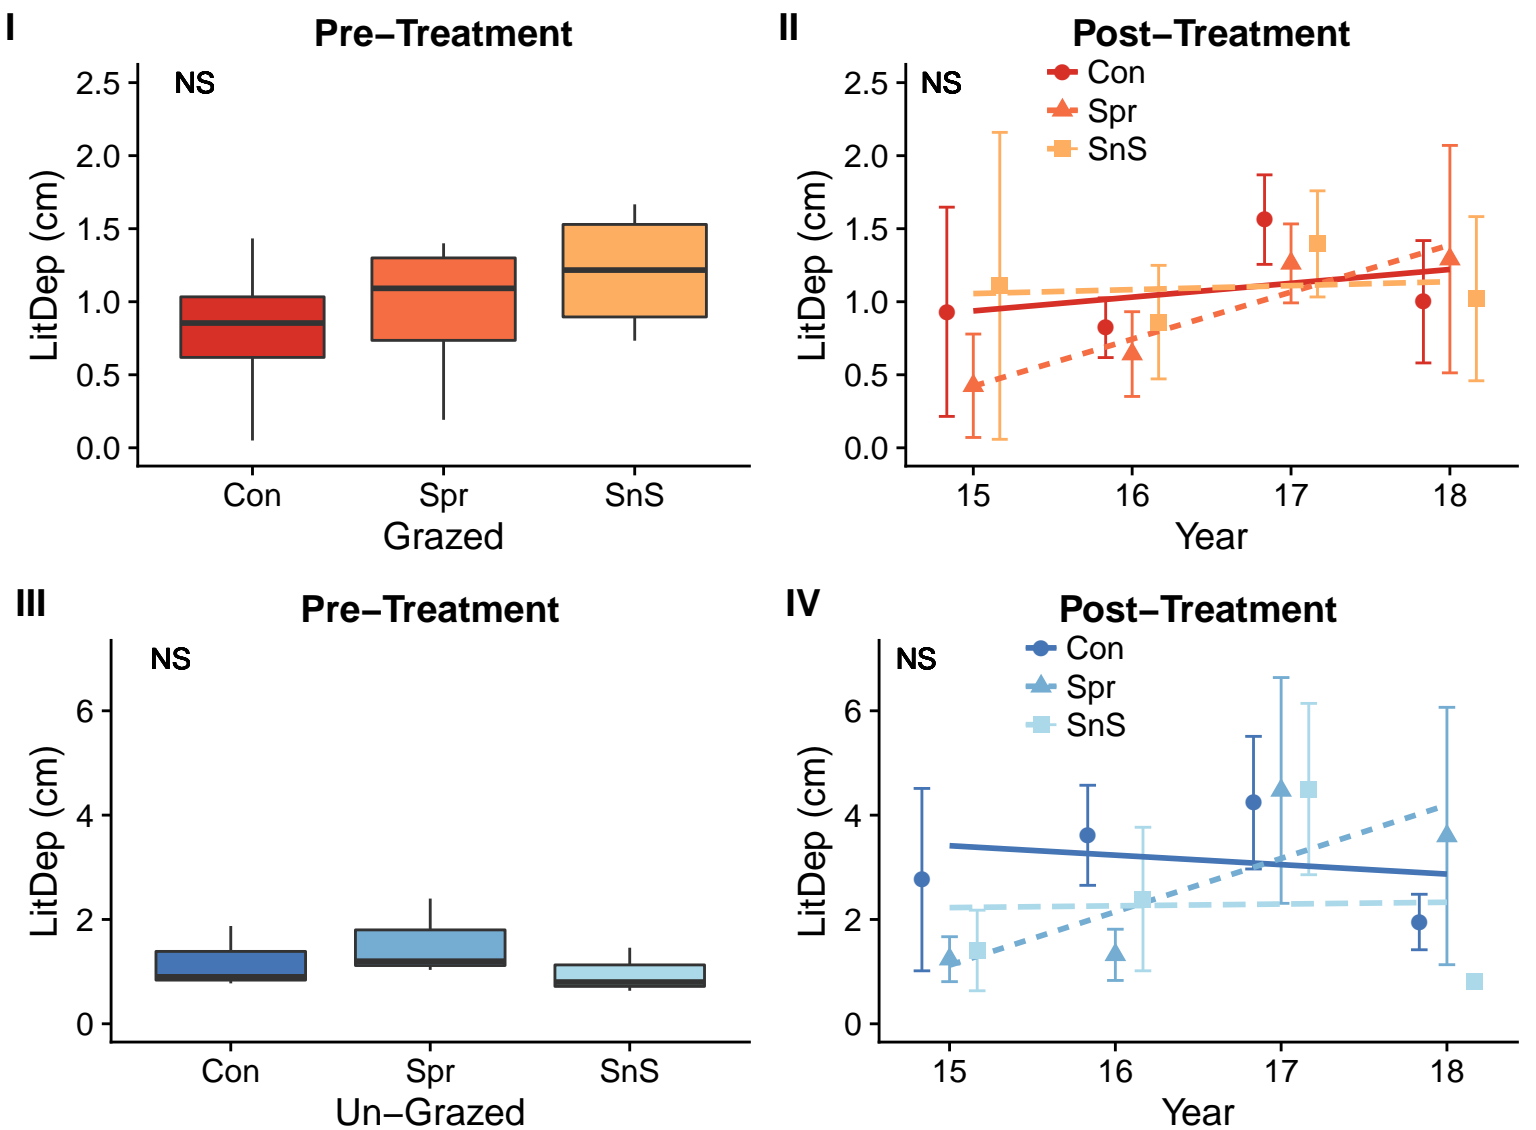 I
Pre−Treatment
NS
2.5
2.0
1.5
1.0
0.5
0.0
LitDep (cm)
Con
Spr
SnS
Grazed
II
Post−Treatment
NS
Con
Spr
SnS
2.5
2.0
1.5
1.0
0.5
0.0
LitDep (cm)
15
16
17
18
Year
III
Pre−Treatment
NS
6
4
2
0
LitDep (cm)
Con
Spr
SnS
Un−Grazed
IV
Post−Treatment
NS
Con
Spr
SnS
6
4
2
0
LitDep (cm)
15
16
17
18
Year